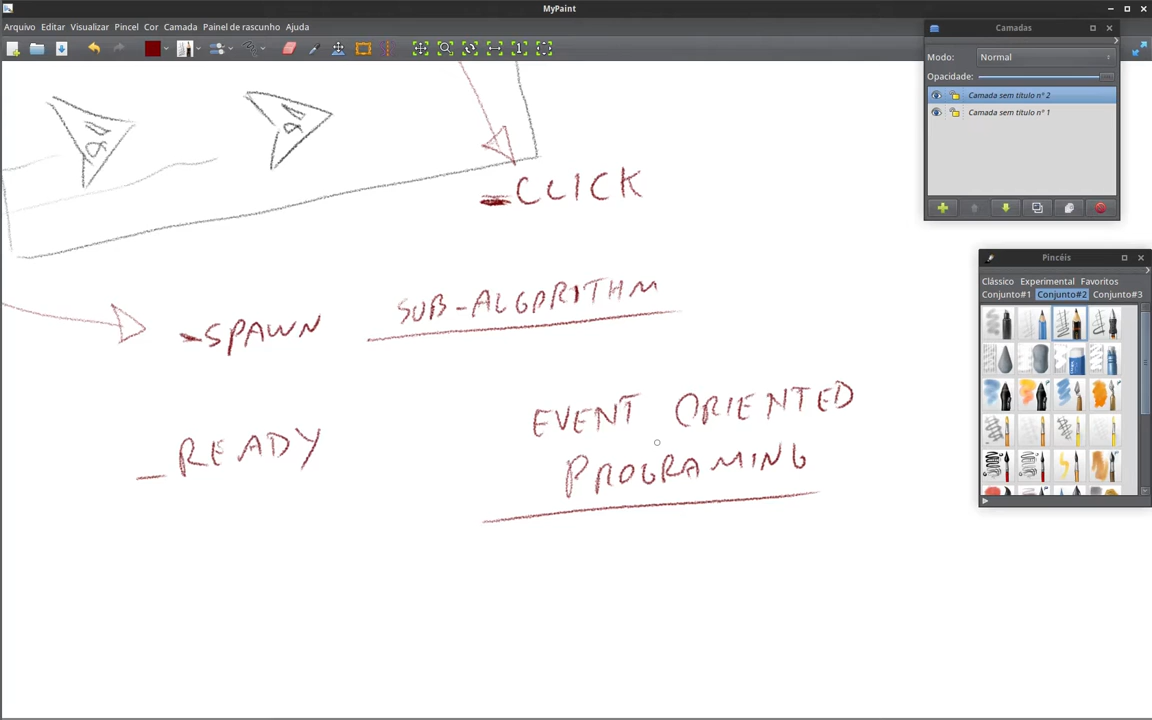 MyPaint
Arquivo Editar Visualizar Pincel Cor Camada Painel de rascunho Ajuda
Camadas
Modo: Normal
Opacidade:
Camada sem título nº 2
Camada sem título nº 1
_CLICK
SUB-ALGORITHM
_SPAWN
EVENT ORIENTED
PROGRAMING
_READY
Pincéis
Clássico Experimental Favoritos
Conjunto#1 Conjunto#2 Conjunto#3